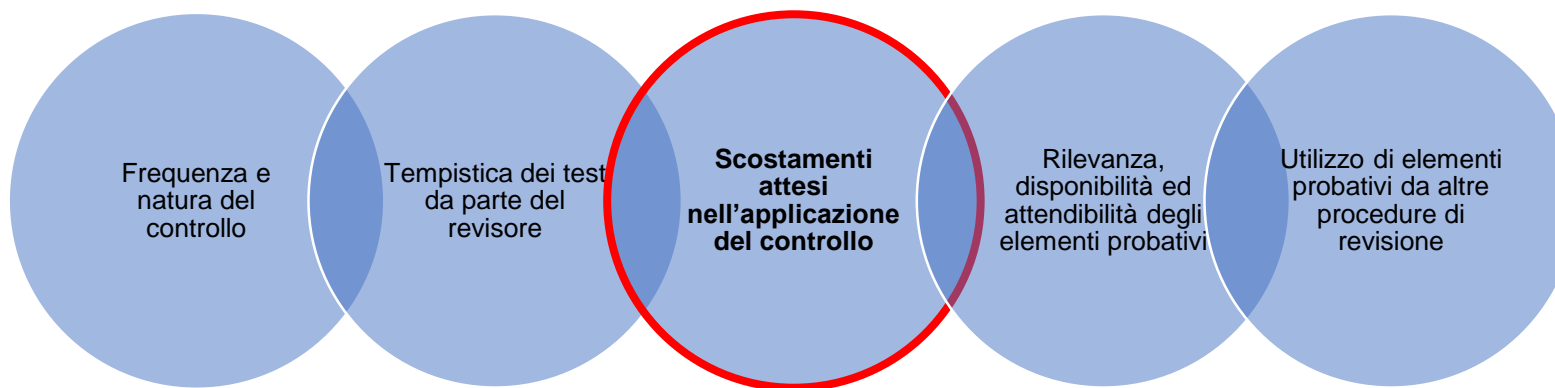 Frequenza e
natura del
controllo
Tempistica dei test
da parte del
revisore
Scostamenti
attesi
nell'applicazione
del controllo
Rilevanza,
disponibilità ed
attendibilità degli
elementi probativi
Utilizzo di elementi
probativi da altre
procedure di
revisione